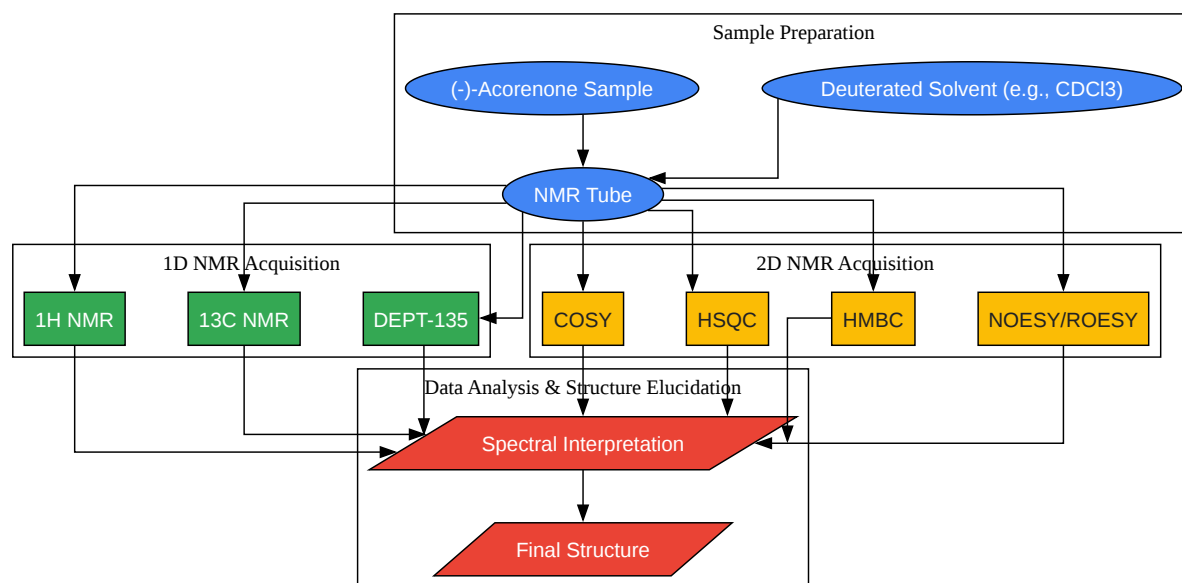 Sample Preparation
(-)-Acorenone Sample
Deuterated Solvent (e.g., CDCl3)
NMR Tube
1D NMR Acquisition
2D NMR Acquisition
1H NMR
13C NMR
DEPT-135
COSY
HSQC
HMBC
NOESY/ROESY
Data Analysis & Structure Elucidation
Spectral Interpretation
Final Structure